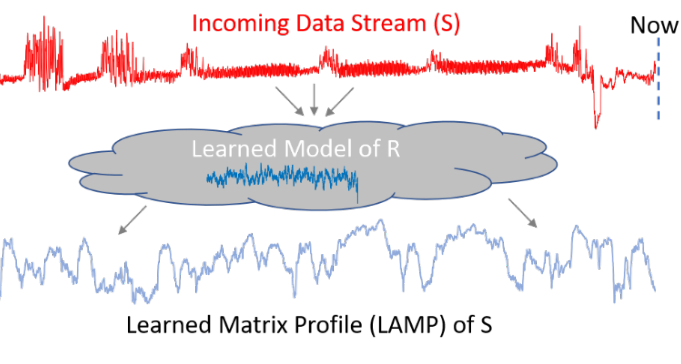 Incoming Data Stream (S)
Now
Learned Model of R
Learned Matrix Profile (LAMP) of S